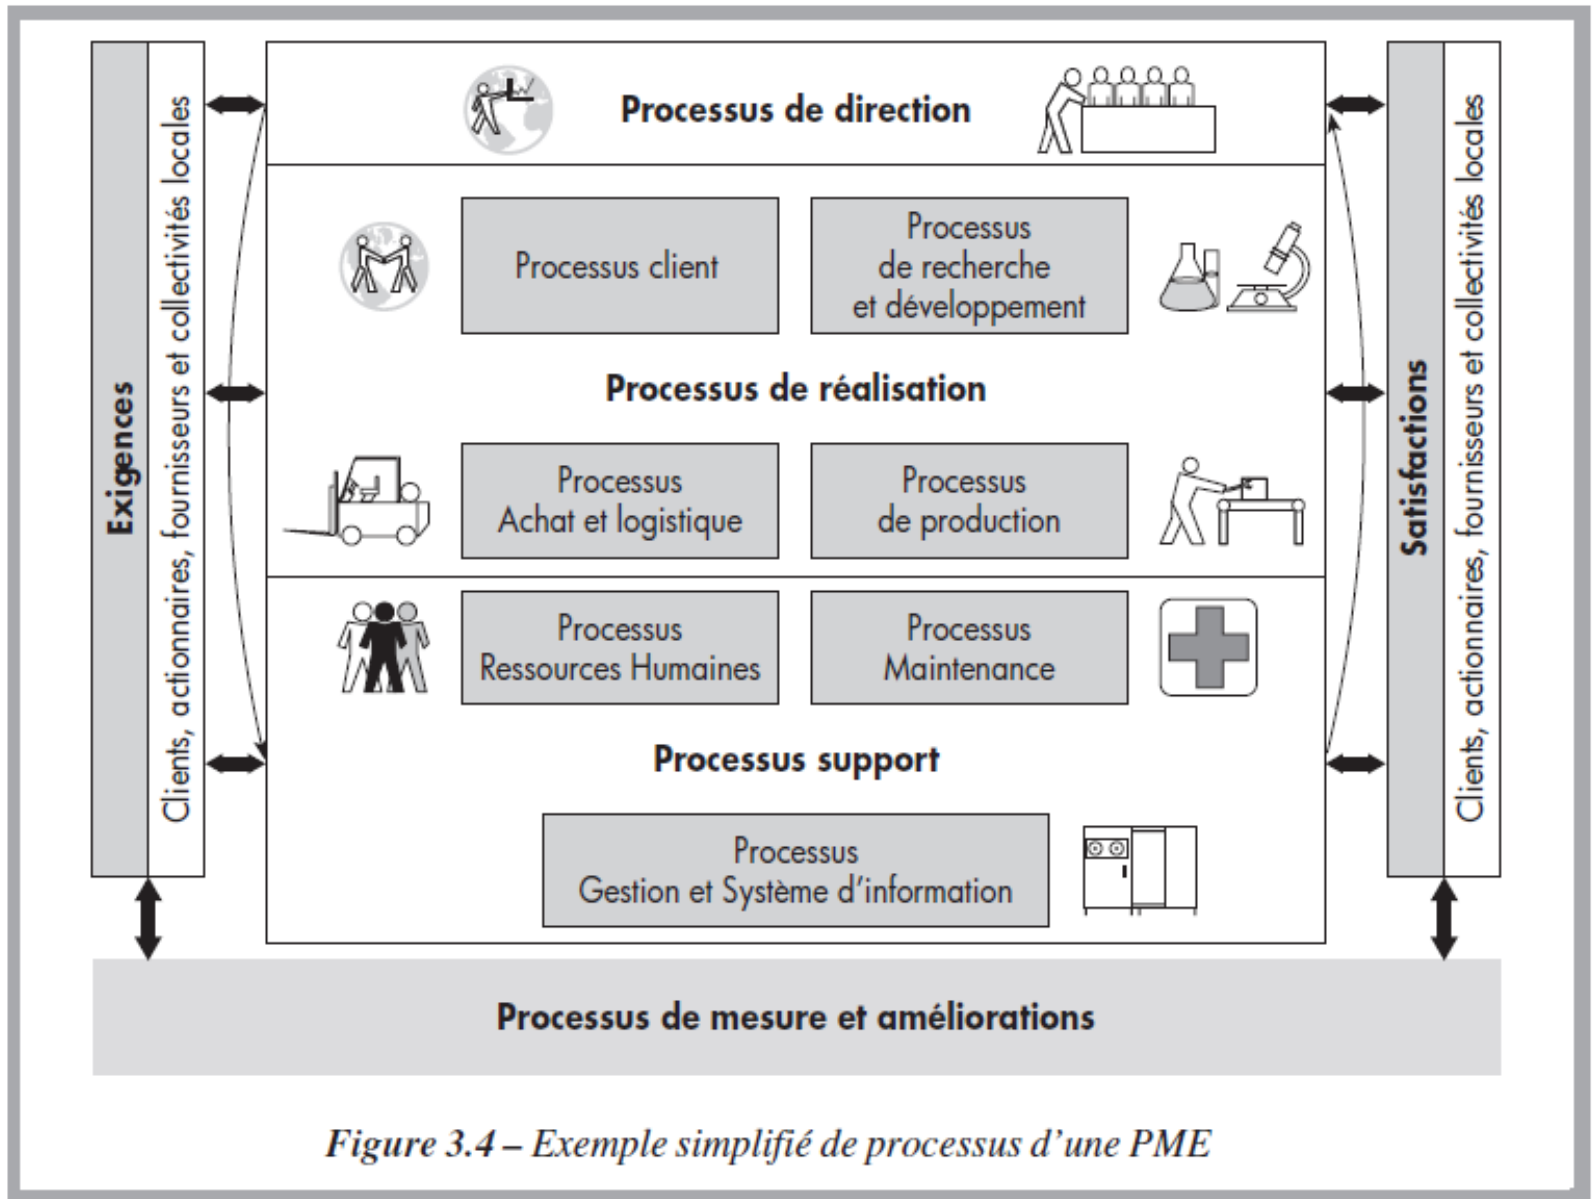 Exigences
Clients, actionnaires, fournisseurs et collectivités locales
Processus de direction
Processus client
Processus
de recherche
et développement
Processus de réalisation
Processus
Achat et logistique
Processus
de production
Processus
Ressources Humaines
Processus
Maintenance
Processus support
Processus
Gestion et Système d'information
Satisfactions
Clients, actionnaires, fournisseurs et collectivités locales
Processus de mesure et améliorations
Figure 3.4 – Exemple simplifié de processus d'une PME